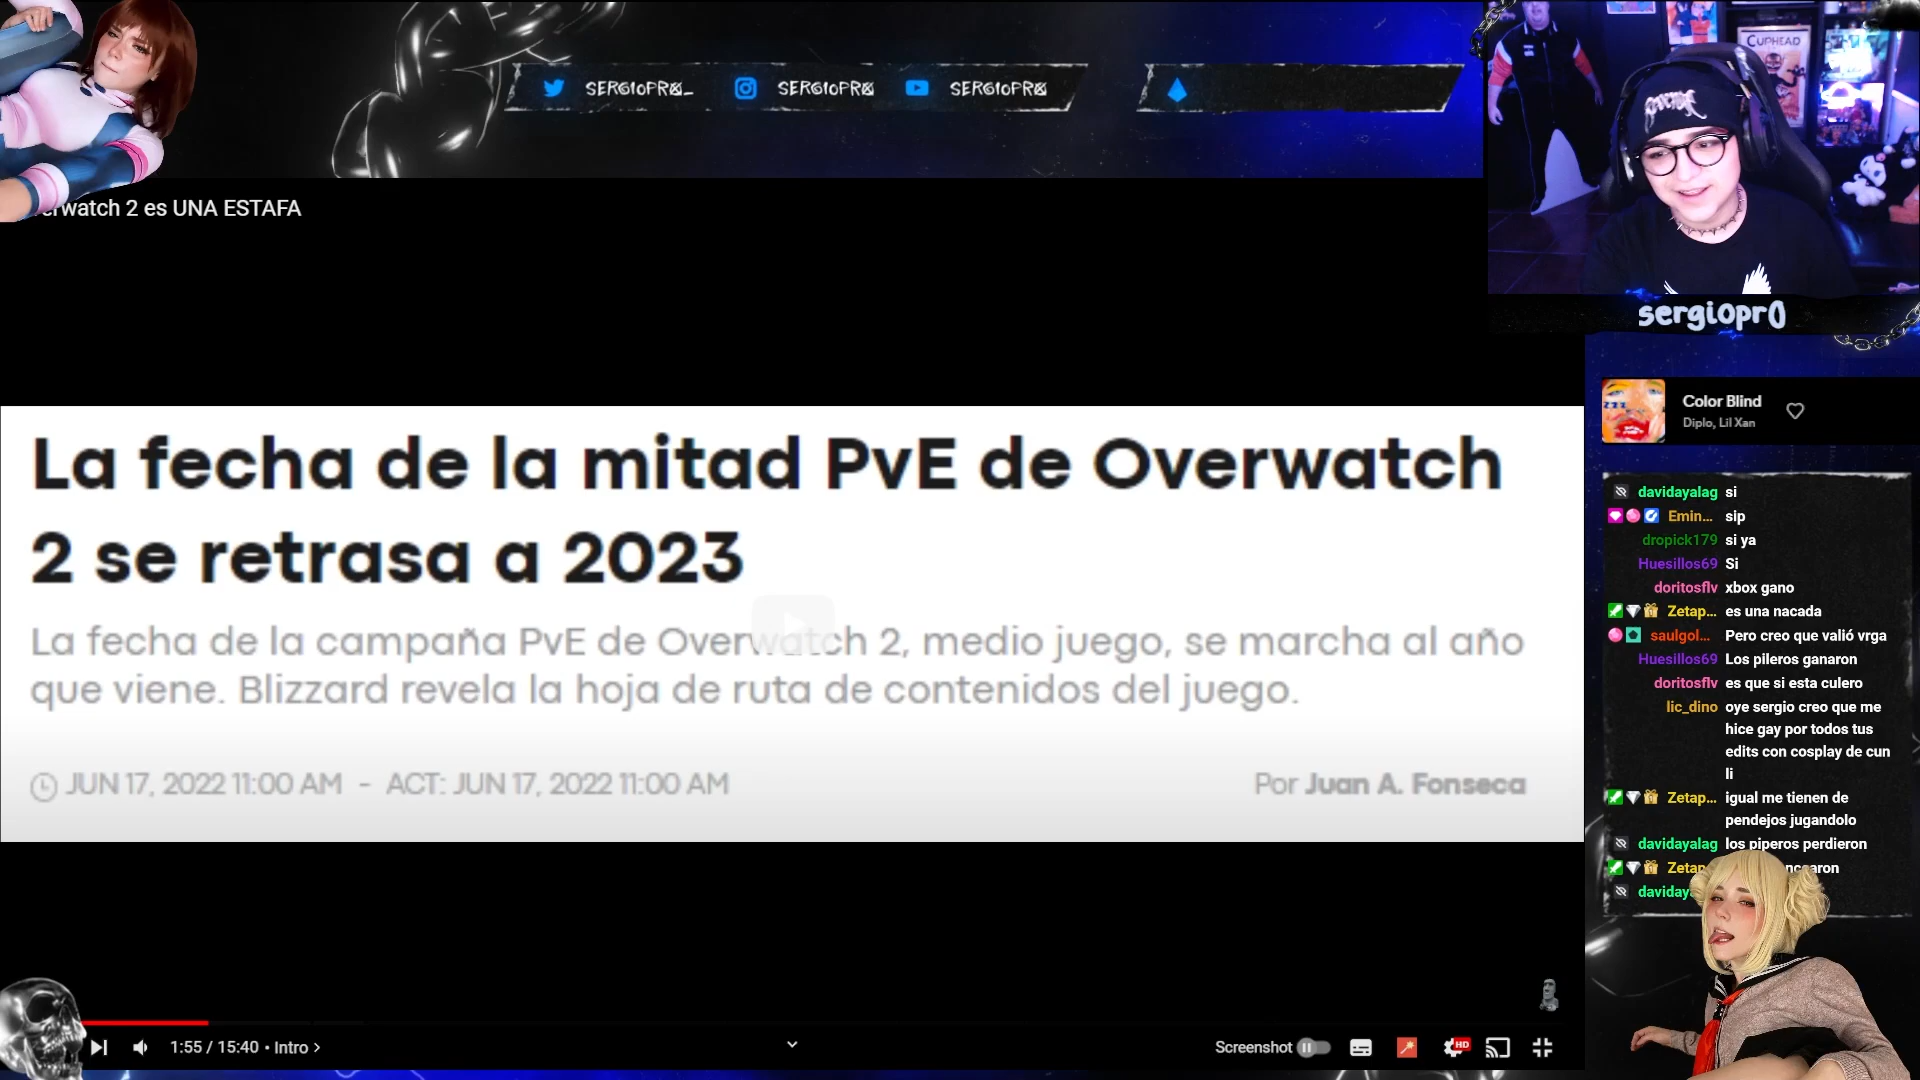 SERGIOPR0_
SERGIOPR0
SERGIOPR0
CUPHEAD
watch 2 es UNA ESTAFA
sergiopr0
Color Blind
Diplo, Lil Xan
La fecha de la mitad PvE de Overwatch
2 se retrasa a 2023
La fecha de la campaña PvE de Overwatch 2, medio juego, se marcha al año
que viene. Blizzard revela la hoja de ruta de contenidos del juego.
JUN 17, 2022 11:00 AM - ACT: JUN 17, 2022 11:00 AM
Por Juan A. Fonseca
davidayalag si
Emin... sip
dropick179 si ya
Huesillos69 Si
doritosflv xbox gano
Zetap... es una nacada
saulgol... Pero creo que valió vrga
Huesillos69 Los pileros ganaron
doritosflv es que si esta culero
lic_dino oye sergio creo que me
hice gay por todos tus
edits con cosplay de cun
li
Zetap... igual me tienen de
pendejos jugandolo
davidayalag los piperos perdieron
1:55 / 15:40 • Intro
Screenshot
HD